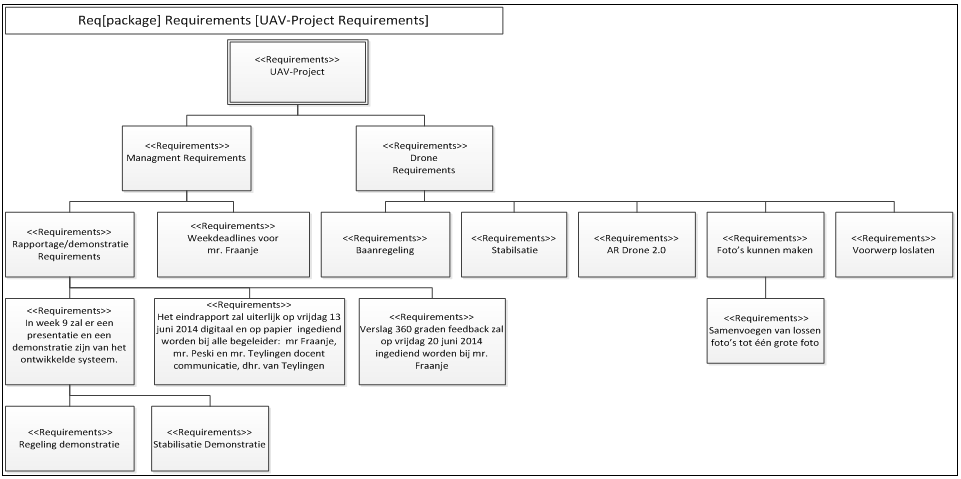 Req[package] Requirements [UAV-Project Requirements]
<<Requirements>>
UAV-Project
<<Requirements>>
Managment Requirements
<<Requirements>>
Drone
Requirements
<<Requirements>>
Rapportage/demonstratie
Requirements
<<Requirements>>
Weekdeadlines voor
mr. Fraanje
<<Requirements>>
Baanregeling
<<Requirements>>
Stabilsatie
<<Requirements>>
AR Drone 2.0
<<Requirements>>
Foto's kunnen maken
<<Requirements>>
Voorwerp loslaten
<<Requirements>>
In week 9 zal er een
presentatie en een
demonstratie zijn van het
ontwikkelde systeem.
<<Requirements>>
Het eindrapport zal uiterlijk op vrijdag 13
juni 2014 digitaal en op papier ingediend
worden bij alle begeleider: mr Fraanje,
mr. Peski en mr. Teylingen docent
communicatie, dhr. van Teylingen
<<Requirements>>
Verslag 360 graden feedback zal
op vrijdag 20 juni 2014
ingediend worden bij mr.
Fraanje
<<Requirements>>
Samenvoegen van lossen
foto's tot één grote foto
<<Requirements>>
Regeling demonstratie
<<Requirements>>
Stabilisatie Demonstratie